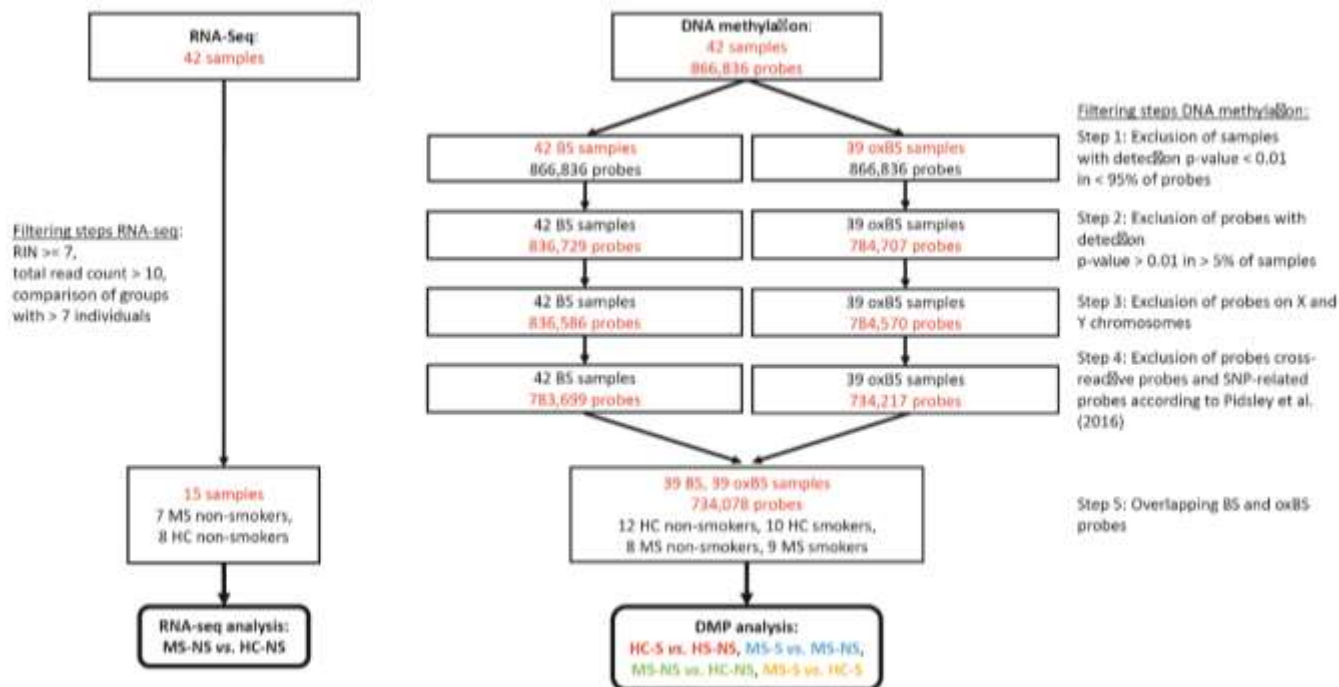 RNA-Seq:
42 samples
Filtering steps RNA-seq:
RIN >= 7,
total read count > 10,
comparison of groups
with > 7 individuals
15 samples
7 MS non-smokers,
8 HC non-smokers
RNA-seq analysis:
MS-NS vs. HC-NS
DNA methyla⍰on:
42 samples
866,836 probes
42 BS samples
866,836 probes
39 oxBS samples
866,836 probes
42 BS samples
836,729 probes
39 oxBS samples
784,707 probes
42 BS samples
836,586 probes
39 oxBS samples
784,570 probes
42 BS samples
783,699 probes
39 oxBS samples
734,217 probes
39 BS, 39 oxBS samples
734,078 probes
12 HC non-smokers, 10 HC smokers,
8 MS non-smokers, 9 MS smokers
DMP analysis:
HC-S vs. HS-NS, MS-S vs. MS-NS,
MS-NS vs. HC-NS, MS-S vs. HC-S
Filtering steps DNA methyla⍰on:
Step 1: Exclusion of samples
with detec⍰on p-value < 0.01
in < 95% of probes
Step 2: Exclusion of probes with
detec⍰on
p-value > 0.01 in > 5% of samples
Step 3: Exclusion of probes on X and
Y chromosomes
Step 4: Exclusion of probes cross-
reac⍰ve probes and SNP-related
probes according to Pidsley et al.
(2016)
Step 5: Overlapping BS and oxBS
probes